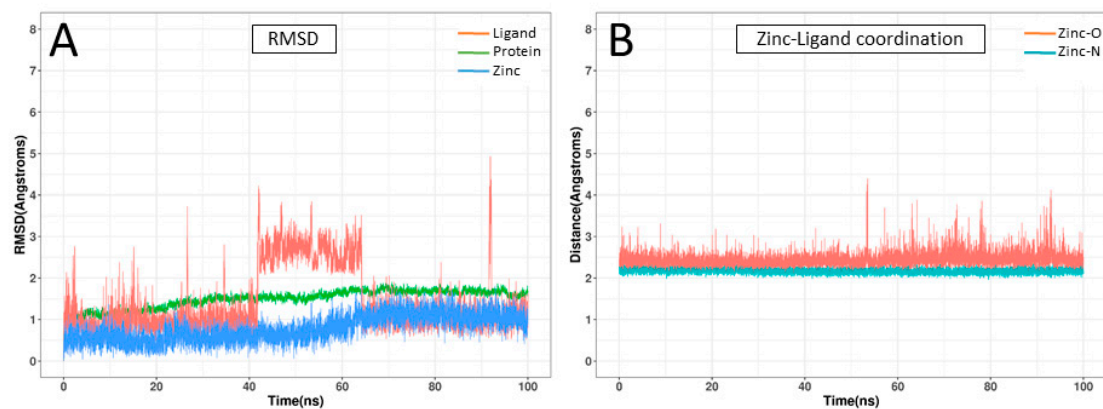 A
RMSD
Ligand
Protein
Zinc
8
7
6
5
4
3
2
1
0
RMSD(Angstroms)
0
20
40
60
80
100
Time(ns)
B
Zinc-Ligand coordination
Zinc-O
Zinc-N
8
7
6
5
4
3
2
1
0
Distance(Angstroms)
0
20
40
60
80
100
Time(ns)